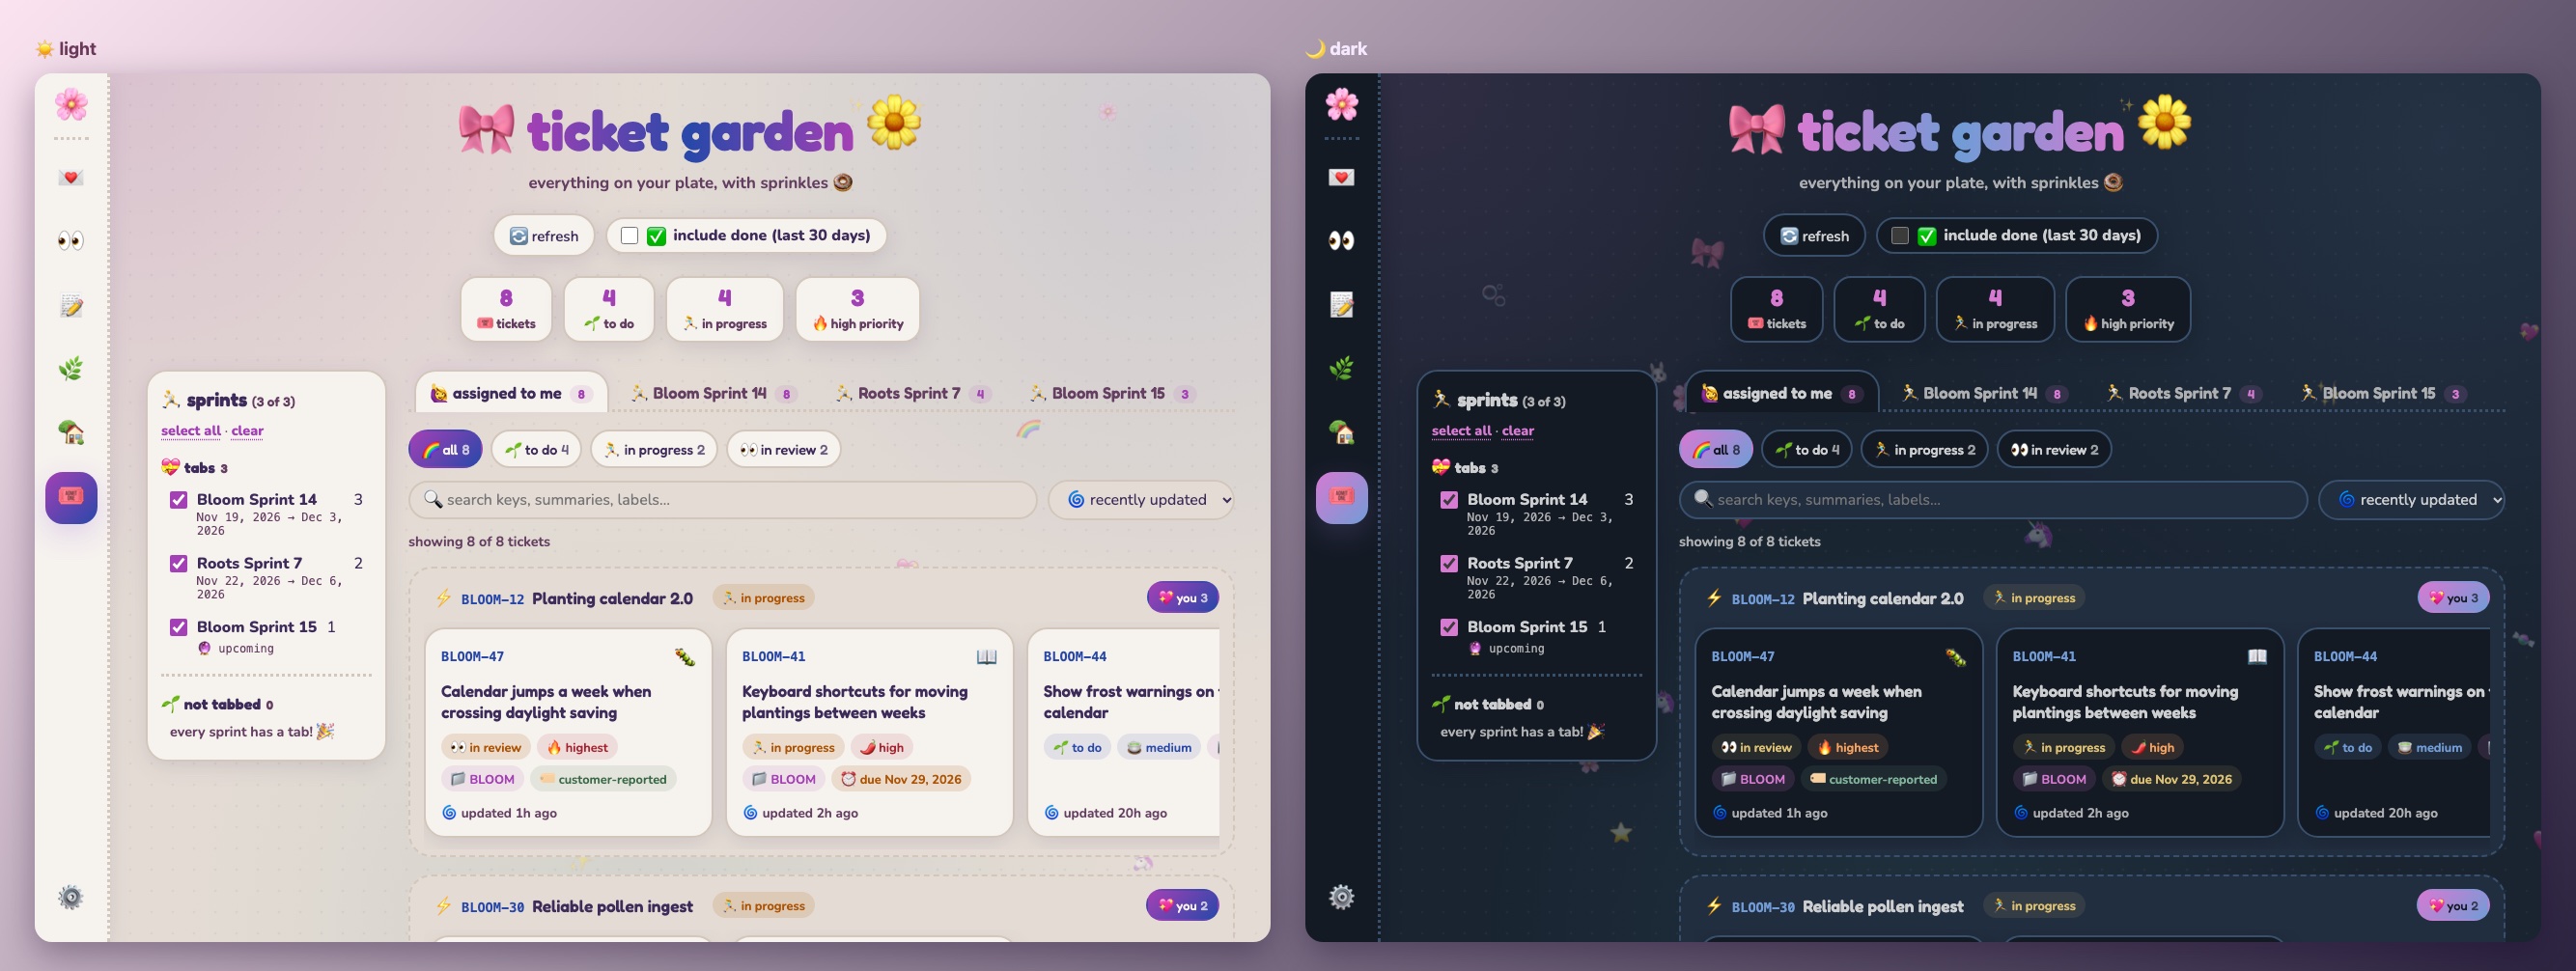 light
ticket garden
everything on your plate, with sprinkles
refresh
include done (last 30 days)
8
tickets
4
to do
4
in progress
3
high priority
sprints (3 of 3)
select all · clear
tabs 3
Bloom Sprint 14 3
Nov 19, 2026 → Dec 3,
2026
Roots Sprint 7 2
Nov 22, 2026 → Dec 6,
2026
Bloom Sprint 15 1
upcoming
not tabbed 0
every sprint has a tab!
assigned to me 8
Bloom Sprint 14 8
Roots Sprint 7 4
Bloom Sprint 15 3
all 8
to do 4
in progress 2
in review 2
search keys, summaries, labels...
recently updated
showing 8 of 8 tickets
BLOOM-12 Planting calendar 2.0 in progress
you 3
BLOOM-47
Calendar jumps a week when
crossing daylight saving
in review highest
BLOOM customer-reported
updated 1h ago
BLOOM-41
Keyboard shortcuts for moving
plantings between weeks
in progress high
BLOOM due Nov 29, 2026
updated 2h ago
BLOOM-44
Show frost warnings on
calendar
to do medium
updated 20h ago
BLOOM-30 Reliable pollen ingest in progress
you 2
dark
ticket garden
everything on your plate, with sprinkles
refresh
include done (last 30 days)
8
tickets
4
to do
4
in progress
3
high priority
sprints (3 of 3)
select all · clear
tabs 3
Bloom Sprint 14 3
Nov 19, 2026 → Dec 3,
2026
Roots Sprint 7 2
Nov 22, 2026 → Dec 6,
2026
Bloom Sprint 15 1
upcoming
not tabbed 0
every sprint has a tab!
assigned to me 8
Bloom Sprint 14 8
Roots Sprint 7 4
Bloom Sprint 15 3
all 8
to do 4
in progress 2
in review 2
search keys, summaries, labels...
recently updated
showing 8 of 8 tickets
BLOOM-12 Planting calendar 2.0 in progress
you 3
BLOOM-47
Calendar jumps a week when
crossing daylight saving
in review highest
BLOOM customer-reported
updated 1h ago
BLOOM-41
Keyboard shortcuts for moving
plantings between weeks
in progress high
BLOOM due Nov 29, 2026
updated 2h ago
BLOOM-44
Show frost warnings on
calendar
to do medium
updated 20h ago
BLOOM-30 Reliable pollen ingest in progress
you 2